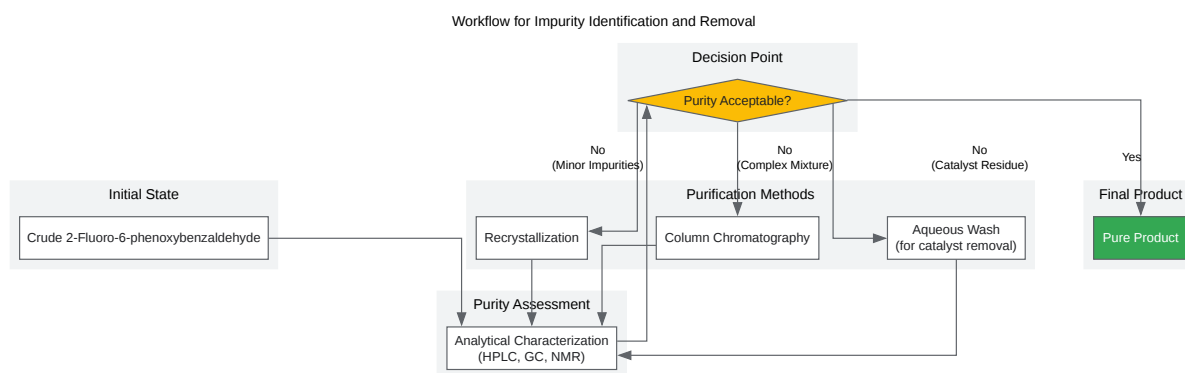 Workflow for Impurity Identification and Removal
Decision Point
Purity Acceptable?
No
(Minor Impurities)
No
(Complex Mixture)
No
(Catalyst Residue)
Yes
Initial State
Crude 2-Fluoro-6-phenoxybenzaldehyde
Purification Methods
Recrystallization
Column Chromatography
Aqueous Wash
(for catalyst removal)
Final Product
Pure Product
Purity Assessment
Analytical Characterization
(HPLC, GC, NMR)